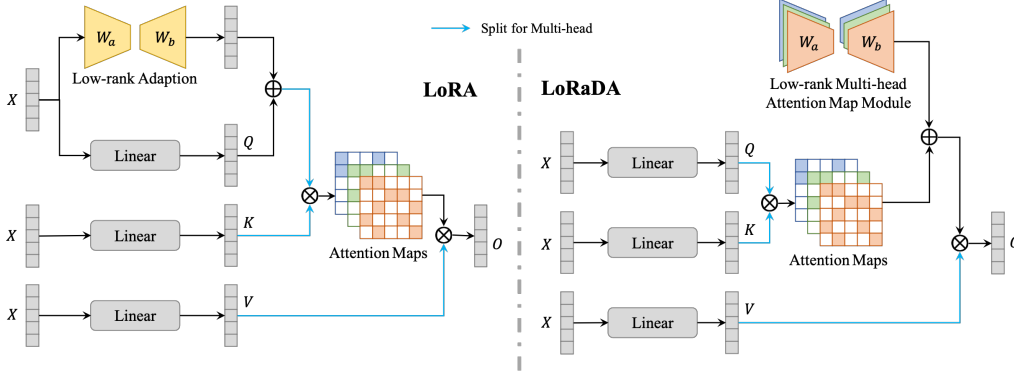 Split for Multi-head
LoRA
W_a
W_b
Low-rank Adaption
X
Linear
Q
X
Linear
K
X
Linear
V
Attention Maps
O
LoRaDA
W_a
W_b
Low-rank Multi-head
Attention Map Module
X
Linear
Q
X
Linear
K
X
Linear
V
Attention Maps